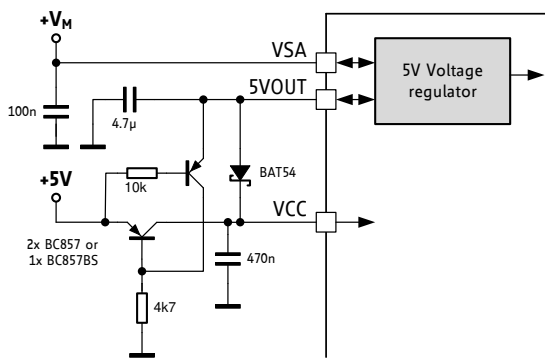 +VM
VSA
5V Voltage
regulator
5VOUT
100n
4.7µ
+5V
10k
BAT54
VCC
2x BC857 or
1x BC857BS
470n
4k7